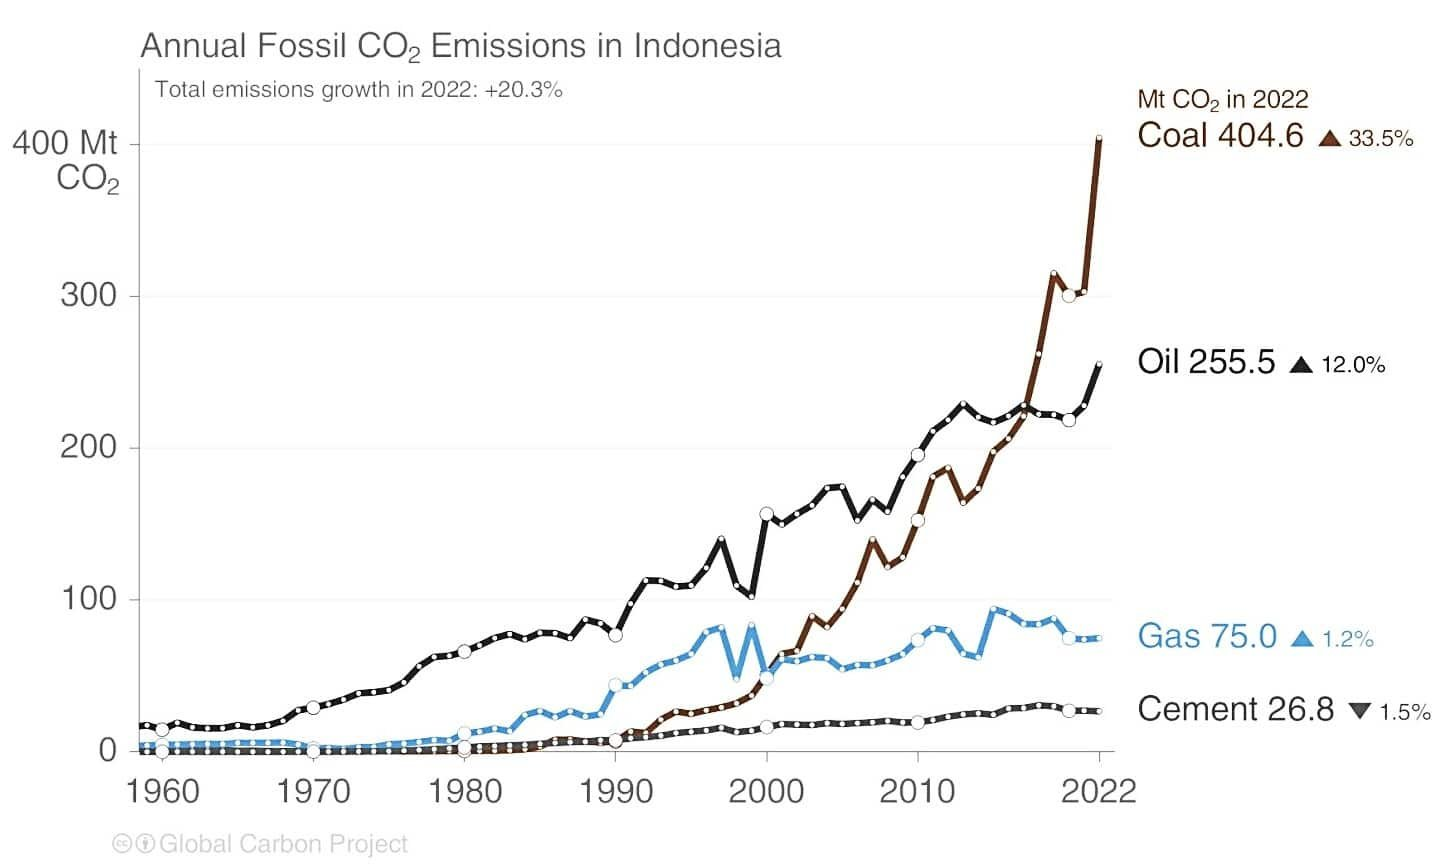 Annual Fossil CO₂ Emissions in Indonesia
Total emissions growth in 2022: +20.3%
Mt CO₂ in 2022
Coal 404.6 ▲ 33.5%
Oil 255.5 ▲ 12.0%
Gas 75.0 ▲ 1.2%
Cement 26.8 ▼ 1.5%
400 Mt
CO₂
300
200
100
0
1960 1970 1980 1990 2000 2010 2022
cc Global Carbon Project